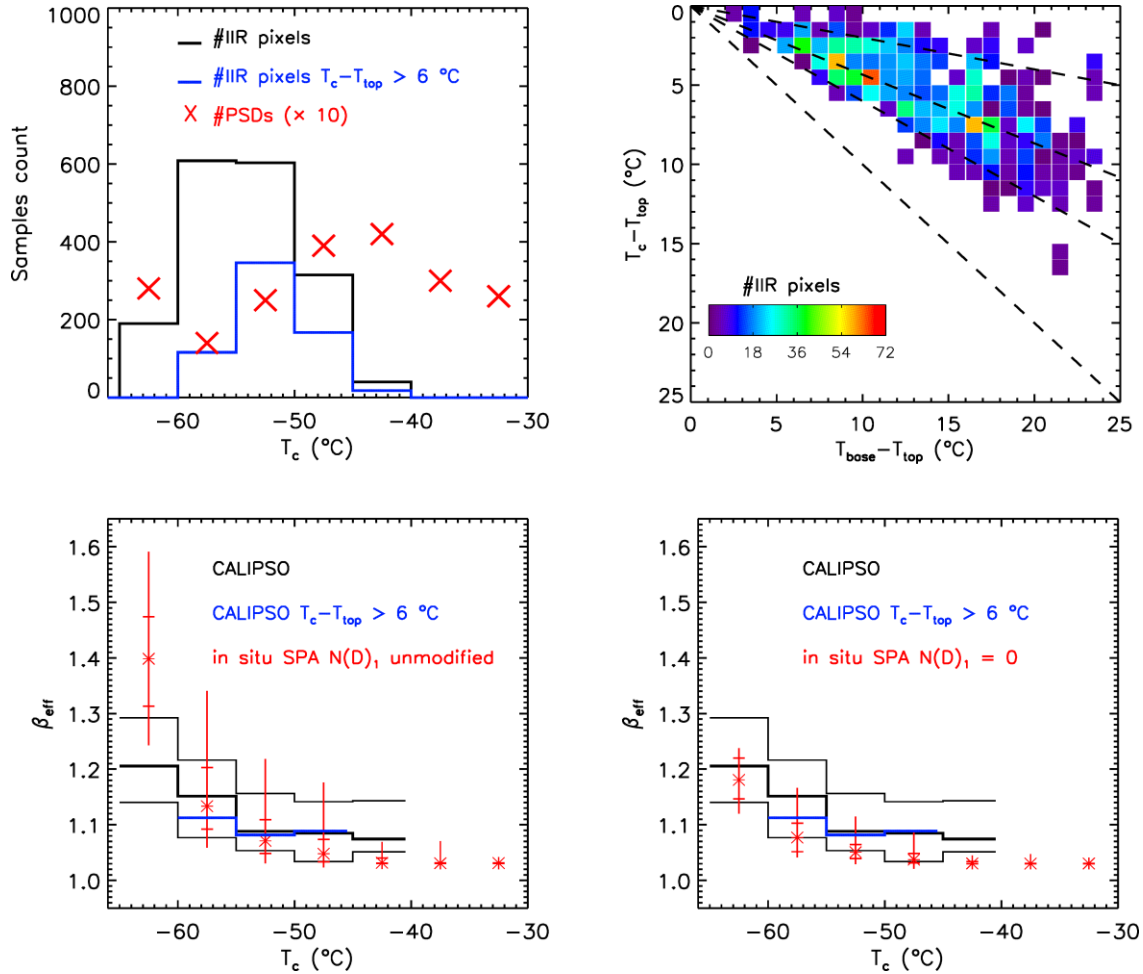 1000
800
600
400
200
0
Samples count
#IIR pixels
#IIR pixels Tc−Ttop > 6 °C
X #PSDs (× 10)
−60 −50 −40 −30
Tc (°C)
0
5
10
15
20
25
Tc−Ttop (°C)
#IIR pixels
0 18 36 54 72
0 5 10 15 20 25
Tbase−Ttop (°C)
1.6
1.5
1.4
1.3
1.2
1.1
1.0
βeff
CALIPSO
CALIPSO Tc−Ttop > 6 °C
in situ SPA N(D)1 unmodified
−60 −50 −40 −30
Tc (°C)
1.6
1.5
1.4
1.3
1.2
1.1
1.0
βeff
CALIPSO
CALIPSO Tc−Ttop > 6 °C
in situ SPA N(D)1 = 0
−60 −50 −40 −30
Tc (°C)